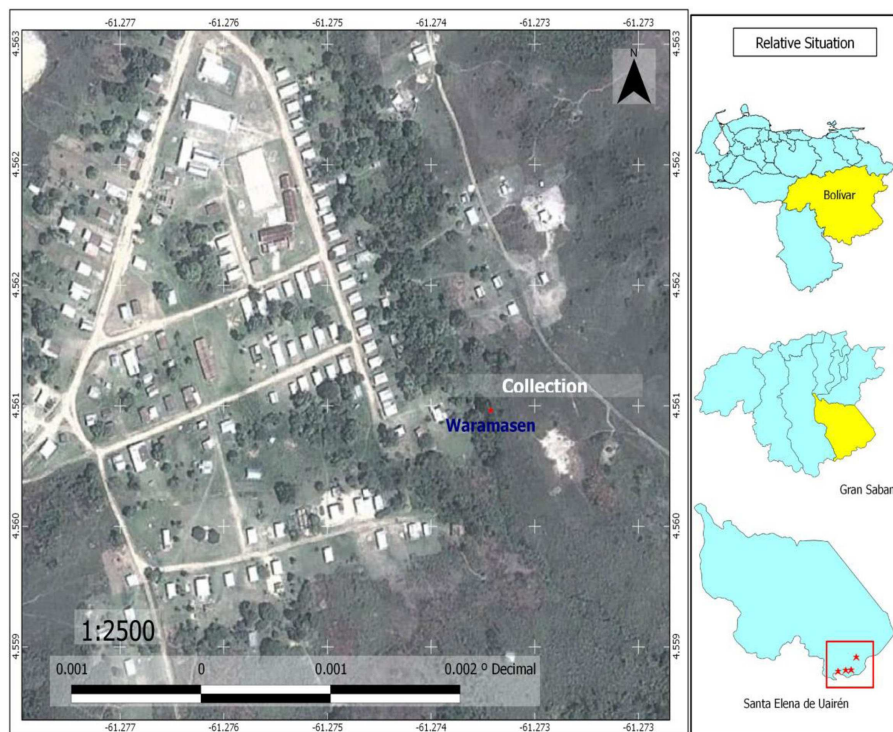 -61.277 -61.276 -61.275 -61.274 -61.273 -61.273
Relative Situation
4.563
4.562
4.562
4.561
4.560
4.559
N
4.563
4.562
4.562
4.561
4.560
4.559
Bolívar
Collection
Waramasen
Gran Saban
1:2500
0.001 0 0.001 0.002 º Decimal
Santa Elena de Uairén
-61.277 -61.276 -61.275 -61.274 -61.273 -61.273